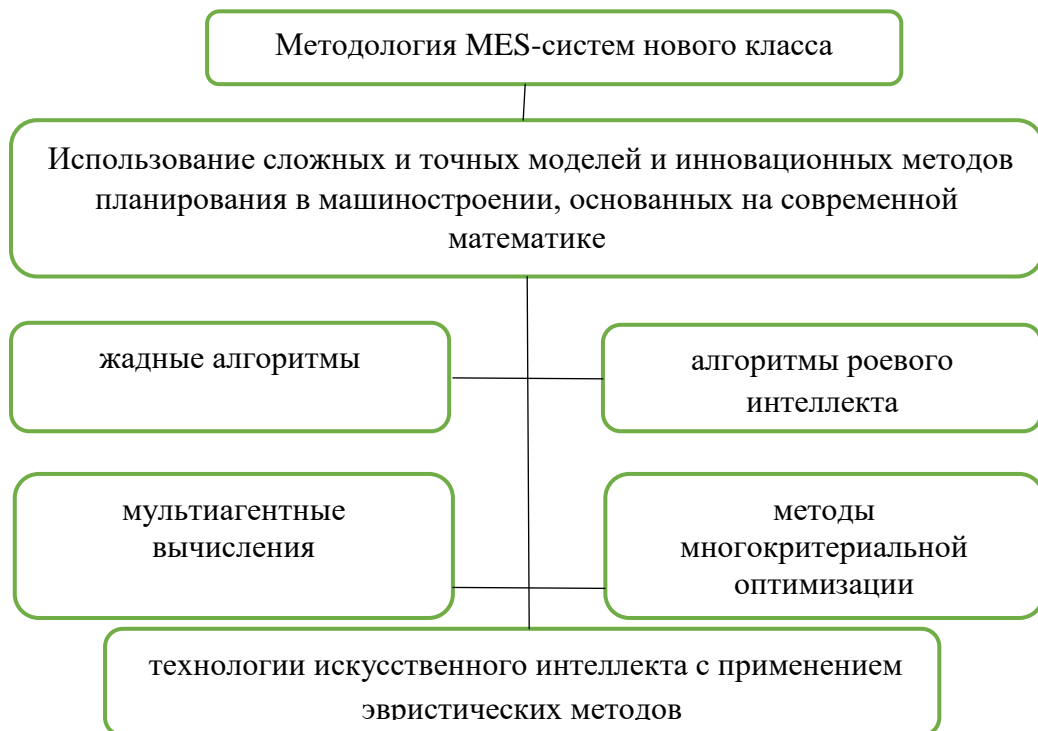 Методология MES-систем нового класса
Использование сложных и точных моделей и инновационных методов
планирования в машиностроении, основанных на современной
математике
жадные алгоритмы
алгоритмы роевого
интеллекта
мультиагентные
вычисления
методы
многокритериальной
оптимизации
технологии искусственного интеллекта с применением
эвристических методов